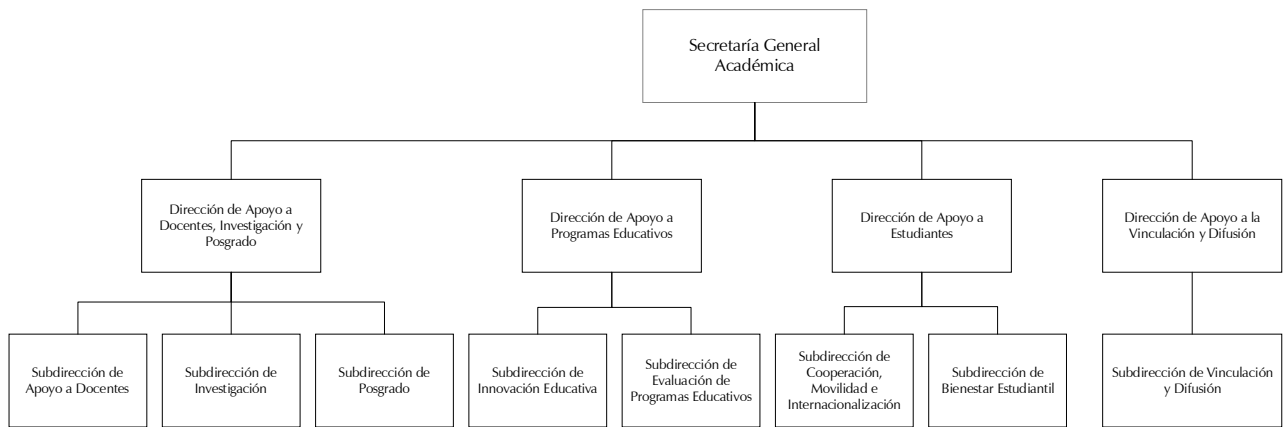 Secretaría General
Académica
Dirección de Apoyo a
Docentes, Investigación y
Posgrado
Dirección de Apoyo a
Programas Educativos
Dirección de Apoyo a
Estudiantes
Dirección de Apoyo a la
Vinculación y Difusión
Subdirección de
Apoyo a Docentes
Subdirección de
Investigación
Subdirección de
Posgrado
Subdirección de
Innovación Educativa
Subdirección de
Evaluación de
Programas Educativos
Subdirección de
Cooperación,
Movilidad e
Internacionalización
Subdirección de
Bienestar Estudiantil
Subdirección de Vinculación
y Difusión